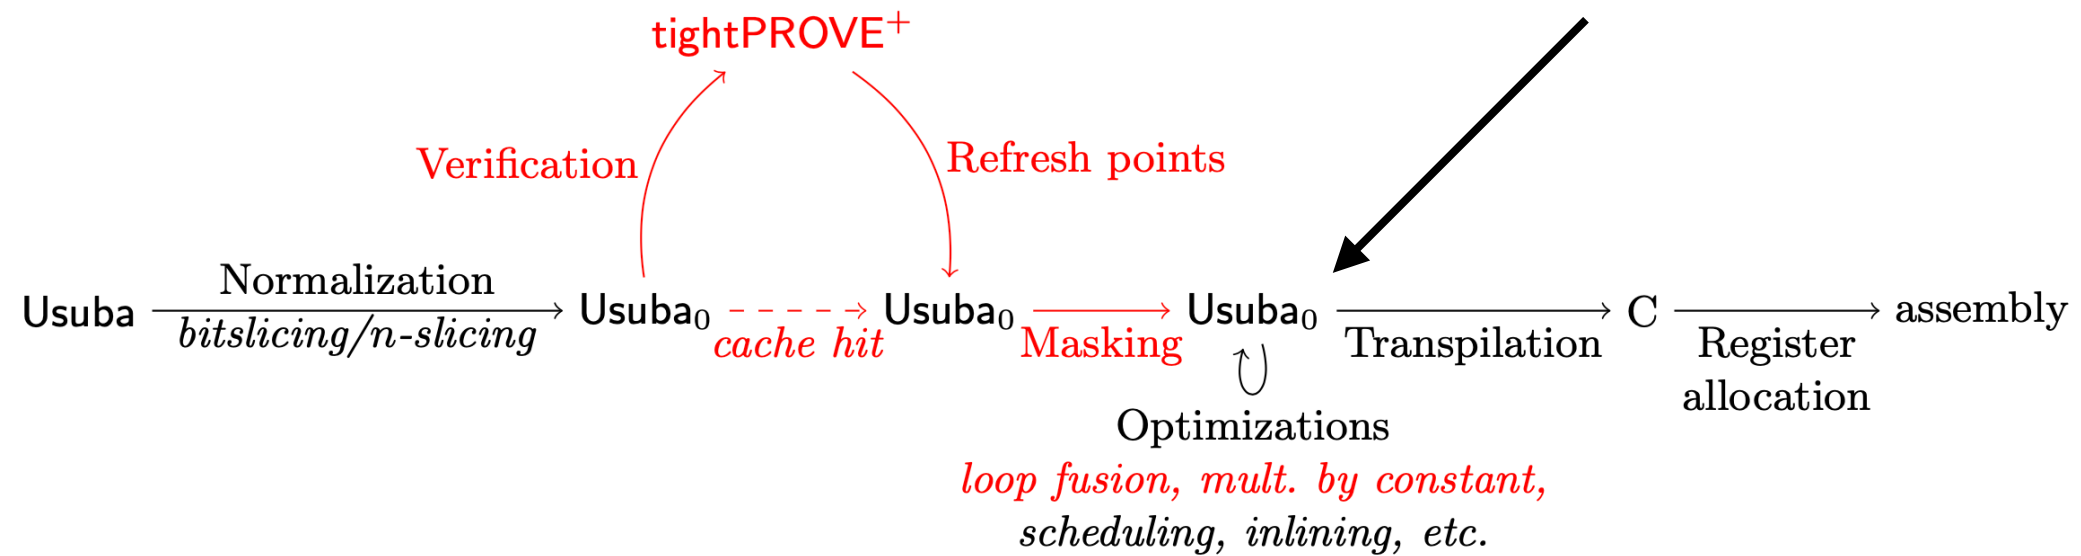 tightPROVE⁺
Verification
Refresh points
Normalization
Usuba
bitslicing/n-slicing
Usuba₀
cache hit
Usuba₀
Masking
Usuba₀
Transpilation
C
Register
allocation
assembly
Optimizations
loop fusion, mult. by constant,
scheduling, inlining, etc.